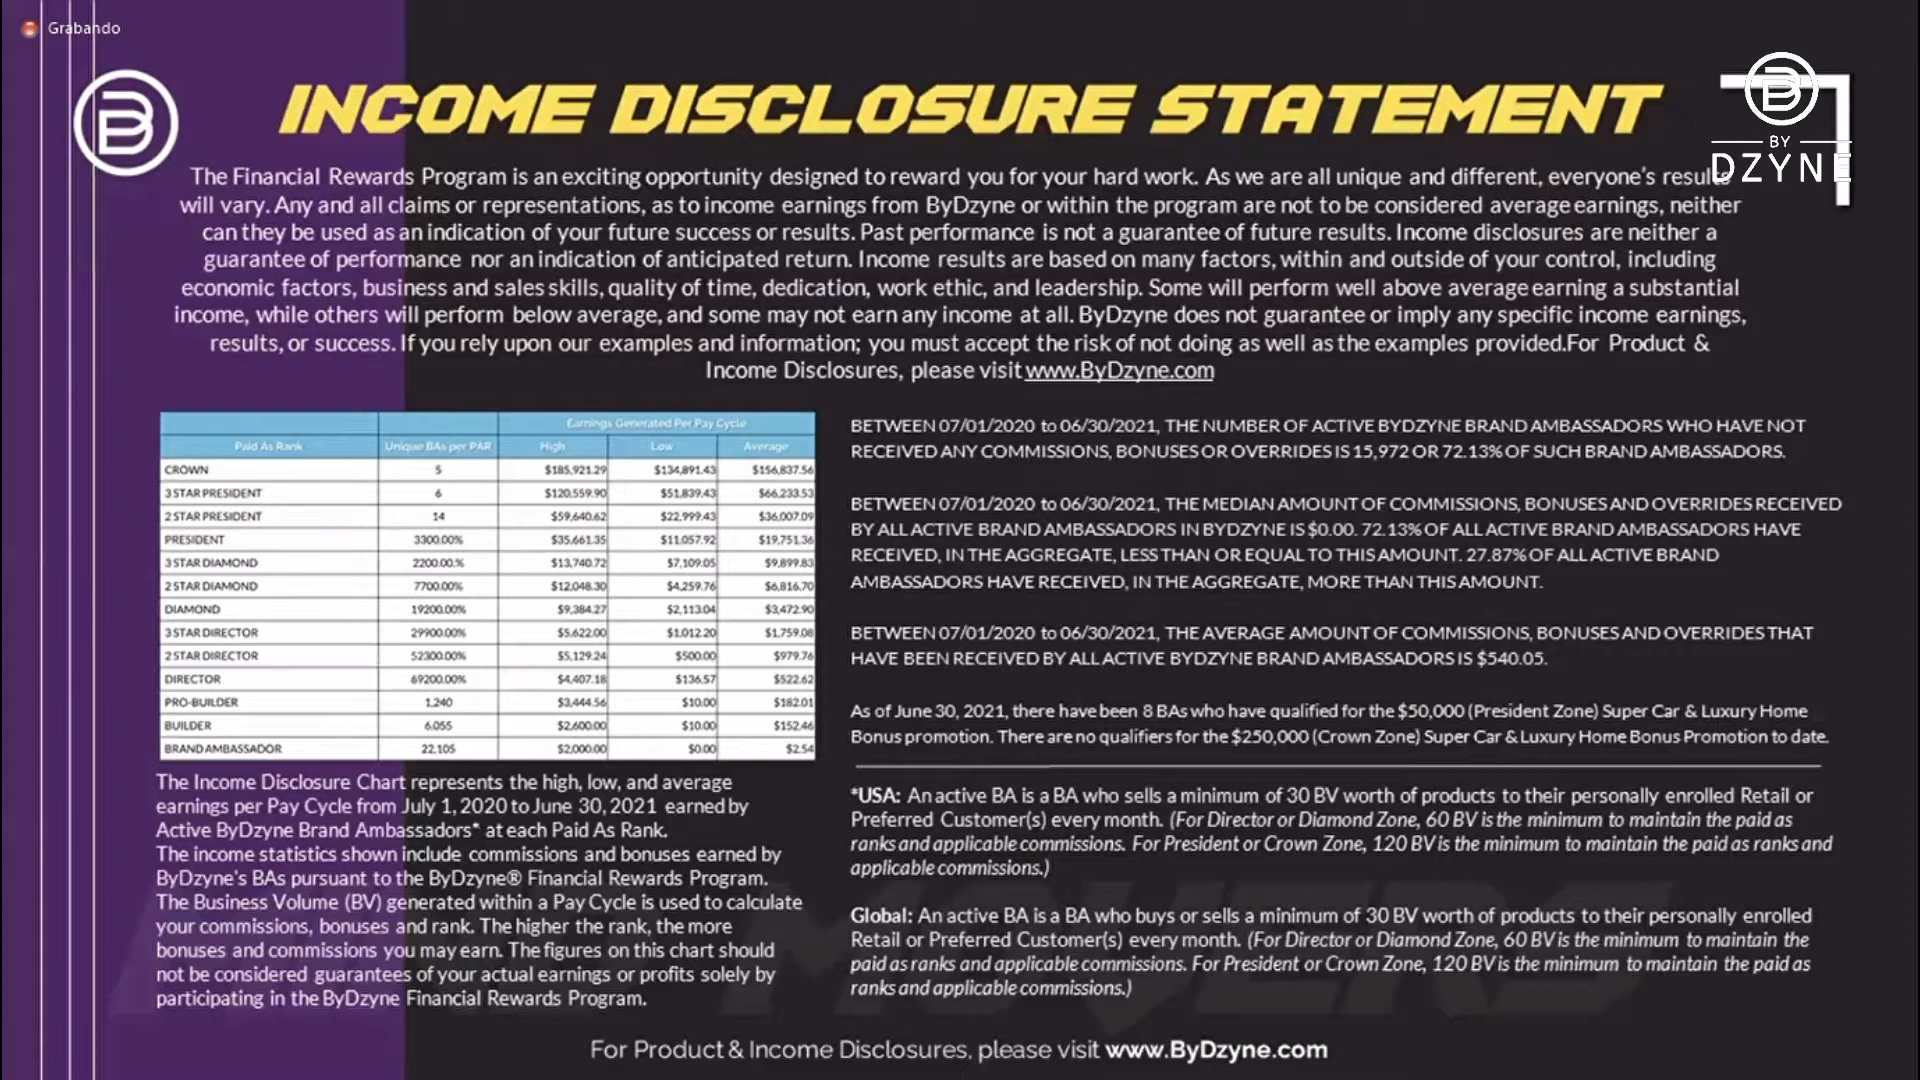 Grabando
INCOME DISCLOSURE STATEMENT
BY
DZYNE
The Financial Rewards Program is an exciting opportunity designed to reward you for your hard work. As we are all unique and different, everyone's results
will vary. Any and all claims or representations, as to income earnings from ByDzyne or within the program are not to be considered average earnings, neither
can they be used as an indication of your future success or results. Past performance is not a guarantee of future results. Income disclosures are neither a
guarantee of performance nor an indication of anticipated return. Income results are based on many factors, within and outside of your control, including
economic factors, business and sales skills, quality of time, dedication, work ethic, and leadership. Some will perform well above average earning a substantial
income, while others will perform below average, and some may not earn any income at all. ByDzyne does not guarantee or imply any specific income earnings,
results, or success. If you rely upon our examples and information; you must accept the risk of not doing as well as the examples provided.For Product &
Income Disclosures, please visit www.ByDzyne.com
Earnings Generated Per Pay Cycle
Paid As Rank Unique BAs per PAR High Low Average
CROWN 5 $185,921.29 $134,891.43 $156,837.56
3 STAR PRESIDENT 6 $120,559.90 $51,839.43 $66,233.53
2 STAR PRESIDENT 14 $59,640.62 $22,999.43 $36,007.09
PRESIDENT 3300.00% $35,661.35 $11,057.92 $19,751.36
3 STAR DIAMOND 2200.00.% $13,740.72 $7,109.05 $9,899.83
2 STAR DIAMOND 7700.00% $12,048.30 $4,259.76 $6,816.70
DIAMOND 19200.00% $9,384.27 $2,113.04 $3,472.90
3 STAR DIRECTOR 29900.00% $5,622.00 $1,012.20 $1,759.08
2 STAR DIRECTOR 52300.00% $5,129.24 $500.00 $979.76
DIRECTOR 69200.00% $4,407.18 $136.57 $522.62
PRO-BUILDER 1,240 $3,444.56 $10.00 $182.01
BUILDER 6,055 $2,600.00 $10.00 $152.46
BRAND AMBASSADOR 22,105 $2,000.00 $0.00 $2.54
The Income Disclosure Chart represents the high, low, and average
earnings per Pay Cycle from July 1, 2020 to June 30, 2021 earned by
Active ByDzyne Brand Ambassadors* at each Paid As Rank.
The income statistics shown include commissions and bonuses earned by
ByDzyne's BAs pursuant to the ByDzyne® Financial Rewards Program.
The Business Volume (BV) generated within a Pay Cycle is used to calculate
your commissions, bonuses and rank. The higher the rank, the more
bonuses and commissions you may earn. The figures on this chart should
not be considered guarantees of your actual earnings or profits solely by
participating in the ByDzyne Financial Rewards Program.
BETWEEN 07/01/2020 to 06/30/2021, THE NUMBER OF ACTIVE BYDZYNE BRAND AMBASSADORS WHO HAVE NOT
RECEIVED ANY COMMISSIONS, BONUSES OR OVERRIDES IS 15,972 OR 72.13% OF SUCH BRAND AMBASSADORS.
BETWEEN 07/01/2020 to 06/30/2021, THE MEDIAN AMOUNT OF COMMISSIONS, BONUSES AND OVERRIDES RECEIVED
BY ALL ACTIVE BRAND AMBASSADORS IN BYDZYNE IS $0.00. 72.13% OF ALL ACTIVE BRAND AMBASSADORS HAVE
RECEIVED, IN THE AGGREGATE, LESS THAN OR EQUAL TO THIS AMOUNT. 27.87% OF ALL ACTIVE BRAND
AMBASSADORS HAVE RECEIVED, IN THE AGGREGATE, MORE THAN THIS AMOUNT.
BETWEEN 07/01/2020 to 06/30/2021, THE AVERAGE AMOUNT OF COMMISSIONS, BONUSES AND OVERRIDES THAT
HAVE BEEN RECEIVED BY ALL ACTIVE BYDZYNE BRAND AMBASSADORS IS $540.05.
As of June 30, 2021, there have been 8 BAs who have qualified for the $50,000 (President Zone) Super Car & Luxury Home
Bonus promotion. There are no qualifiers for the $250,000 (Crown Zone) Super Car & Luxury Home Bonus Promotion to date.
*USA: An active BA is a BA who sells a minimum of 30 BV worth of products to their personally enrolled Retail or
Preferred Customer(s) every month. (For Director or Diamond Zone, 60 BV is the minimum to maintain the paid as
ranks and applicable commissions. For President or Crown Zone, 120 BV is the minimum to maintain the paid as ranks and
applicable commissions.)
Global: An active BA is a BA who buys or sells a minimum of 30 BV worth of products to their personally enrolled
Retail or Preferred Customer(s) every month. (For Director or Diamond Zone, 60 BV is the minimum to maintain the
paid as ranks and applicable commissions. For President or Crown Zone, 120 BV is the minimum to maintain the paid as
ranks and applicable commissions.)
MOVERS
For Product & Income Disclosures, please visit www.ByDzyne.com